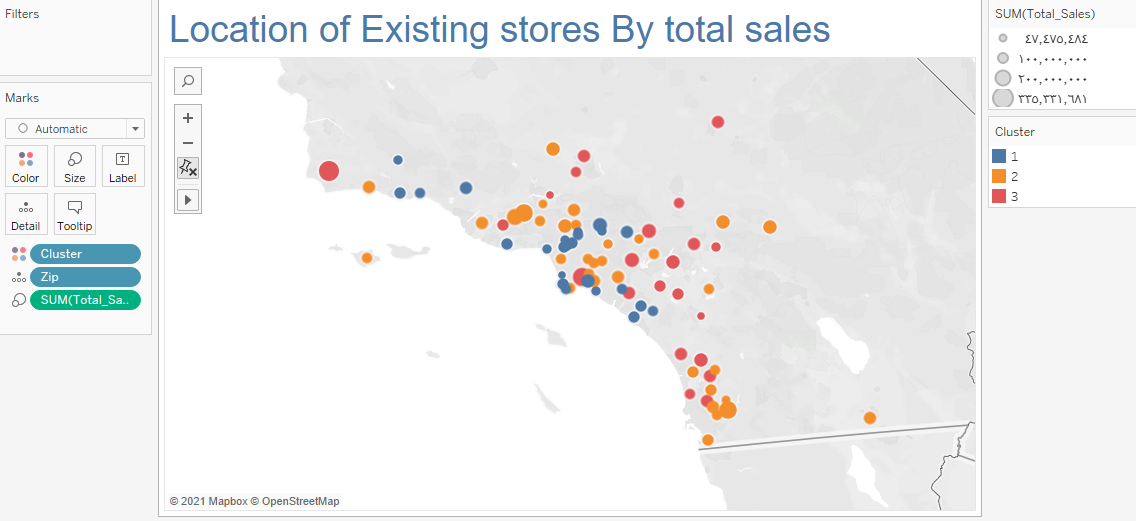 Filters
Marks
Automatic
Color
Size
Label
Detail
Tooltip
Cluster
Zip
SUM(Total_Sa..
Location of Existing stores By total sales
© 2021 Mapbox © OpenStreetMap
SUM(Total_Sales)
٤٧,٤٧٥,٤٨٤
١٠٠,٠٠٠,٠٠٠
٢٠٠,٠٠٠,٠٠٠
٣٣٥,٣٣١,٦٨١
Cluster
1
2
3